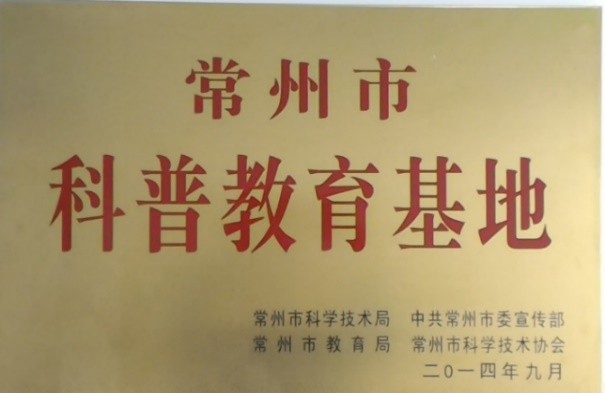 常州市
科普教育基地
常州市科学技术局 中共常州市委宣传部
常州市教育局 常州市科学技术协会
二0一四年九月